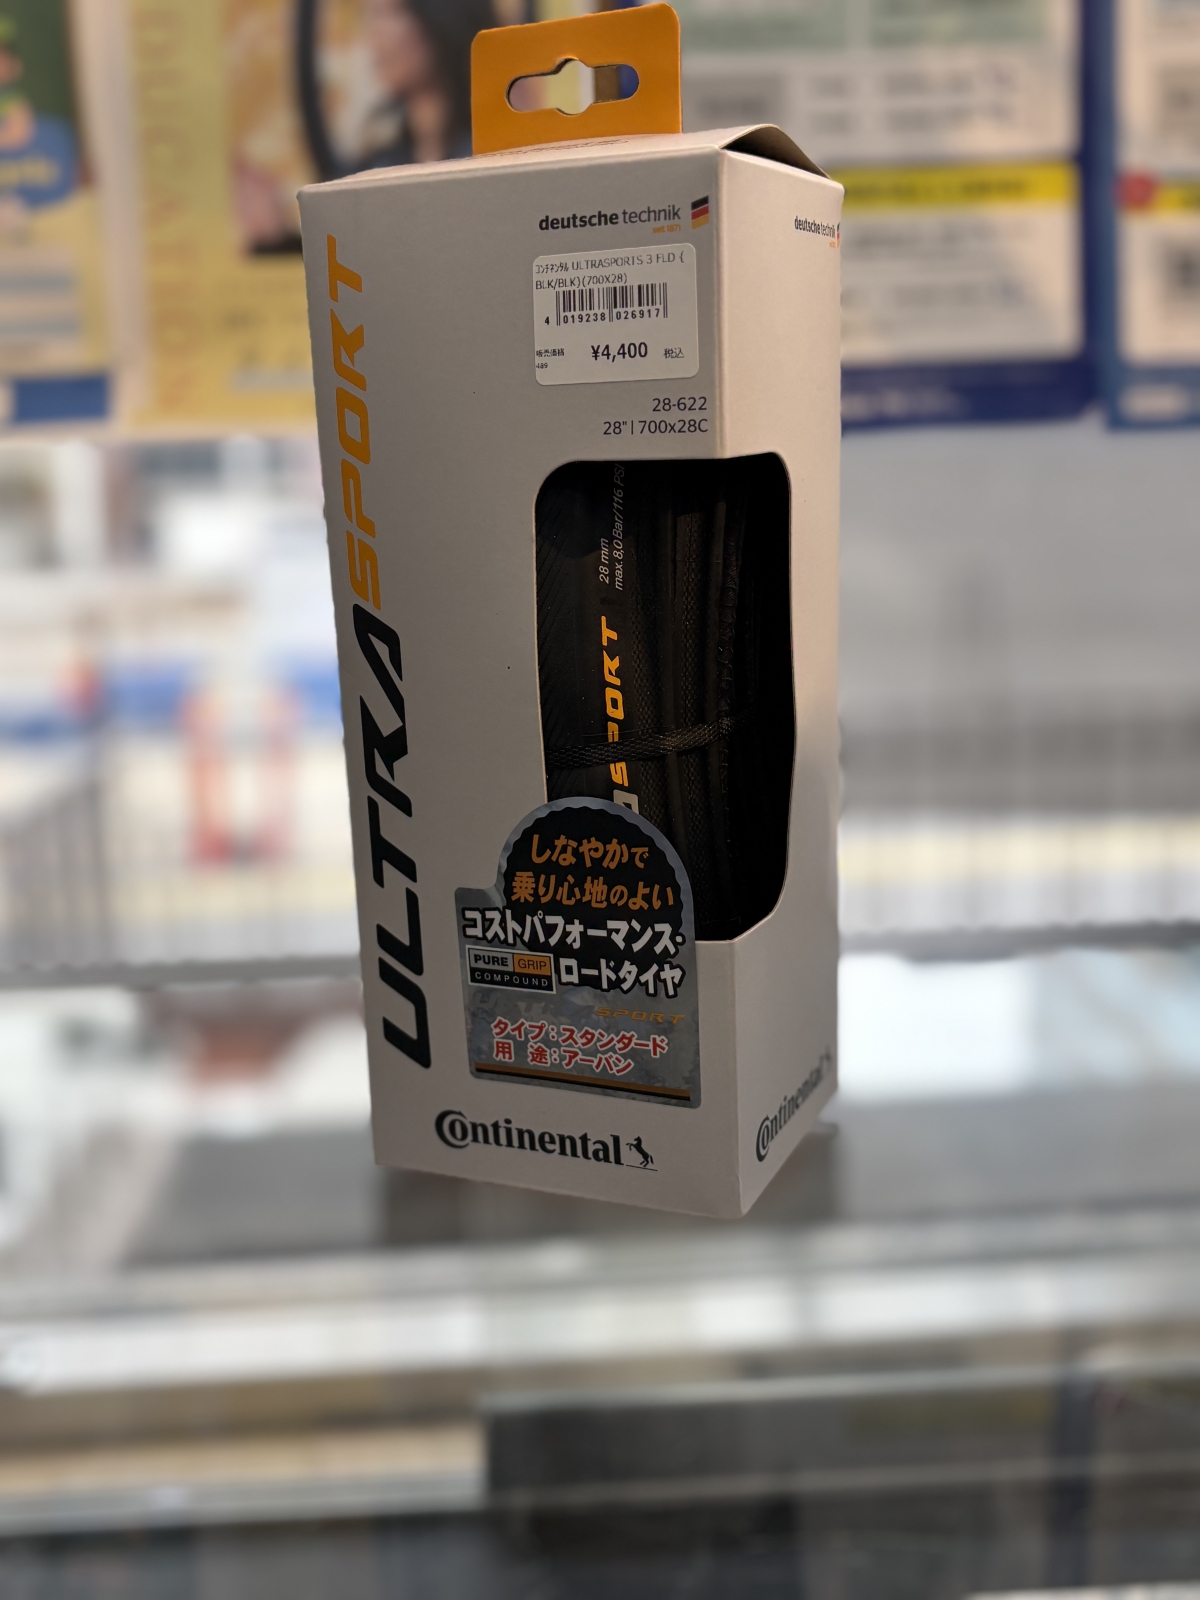 deutsche technik
コンチネンタル ULTRASPORTS 3 FLD (
BLK/BLK)(700X28)
4 019238 026917
販売価格 ¥4,400 税込
489
28-622
28" | 700x28C
ULTRASPORT
28 mm
max. 8,0 Bar/116 PSI
SPORT
しなやかで
乗り心地のよい
コストパフォーマンス・
PURE GRIP
COMPOUND
ロードタイヤ
SPORT
タイプ:スタンダード
用 途:アーバン
Continental
deutsche technik
Continental